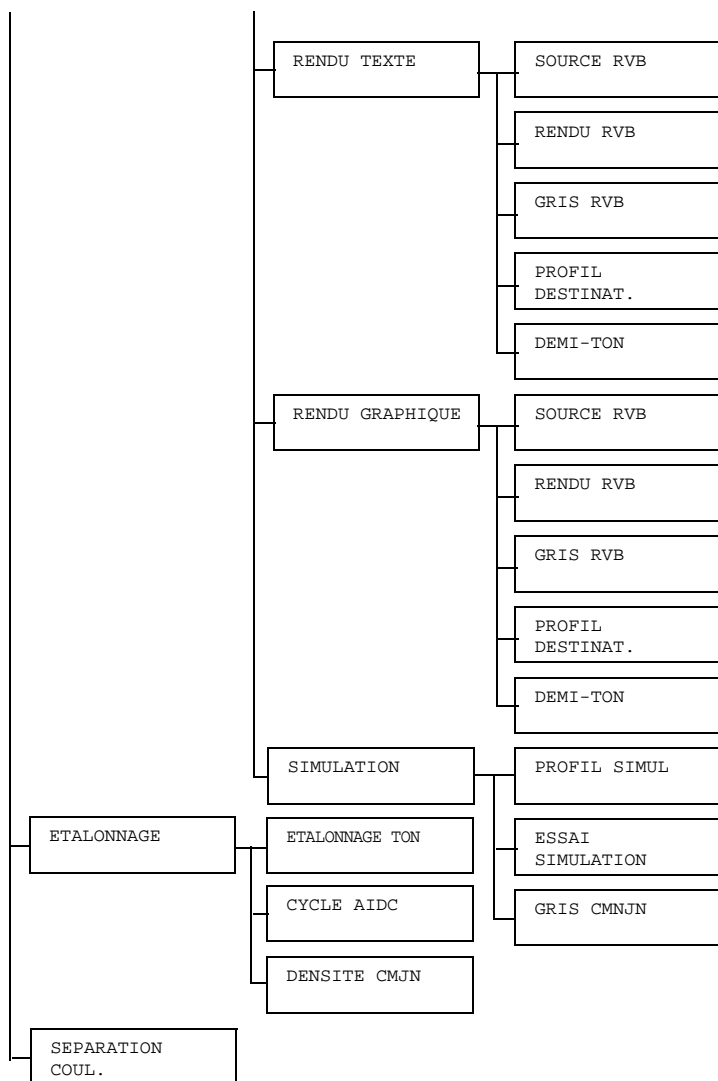 RENDU TEXTE
SOURCE RVB
RENDU RVB
GRIS RVB
PROFIL
DESTINAT.
DEMI-TON
RENDU GRAPHIQUE
SOURCE RVB
RENDU RVB
GRIS RVB
PROFIL
DESTINAT.
DEMI-TON
SIMULATION
PROFIL SIMUL
ESSAI
SIMULATION
GRIS CMNJN
ETALONNAGE
ETALONNAGE TON
CYCLE AIDC
DENSITE CMJN
SEPARATION
COUL.